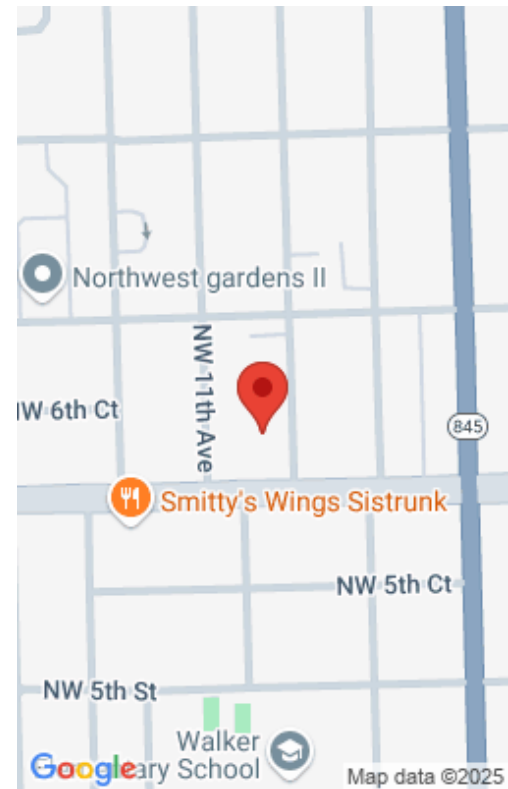 Northwest gardens II
NW 11th Ave
W 6th Ct
845
Smitty's Wings Sistrunk
NW 5th Ct
NW 5th St
Walker
ary School
Google
Map data ©2025